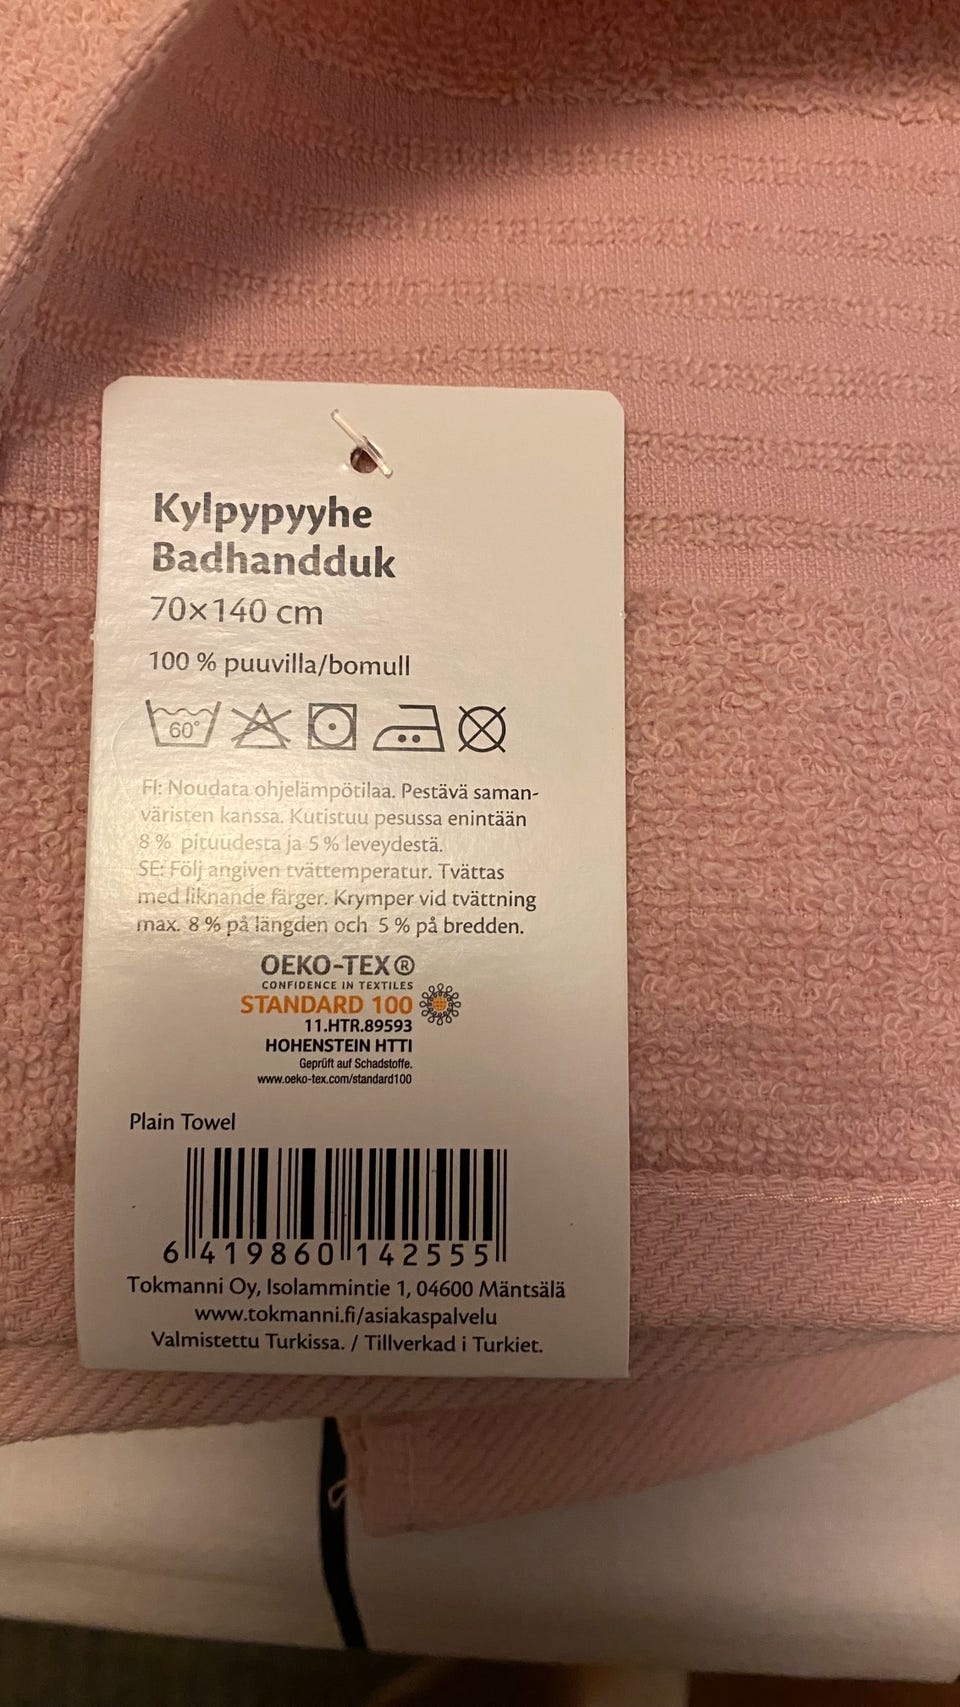 Kylpypyyhe
Badhandduk
70×140 cm
100 % puuvilla/bomull
60°
FI: Noudata ohjelämpötilaa. Pestävä saman-
väristen kanssa. Kutistuu pesussa enintään
8 % pituudesta ja 5 % leveydestä.
SE: Följ angiven tvättemperatur. Tvättas
med liknande färger. Krymper vid tvättning
max. 8 % på längden och 5 % på bredden.
OEKO-TEX®
CONFIDENCE IN TEXTILES
STANDARD 100
11.HTR.89593
HOHENSTEIN HTTI
Geprüft auf Schadstoffe.
www.oeko-tex.com/standard100
Plain Towel
6 419860 142555
Tokmanni Oy, Isolammintie 1, 04600 Mäntsälä
www.tokmanni.fi/asiakaspalvelu
Valmistettu Turkissa. / Tillverkad i Turkiet.